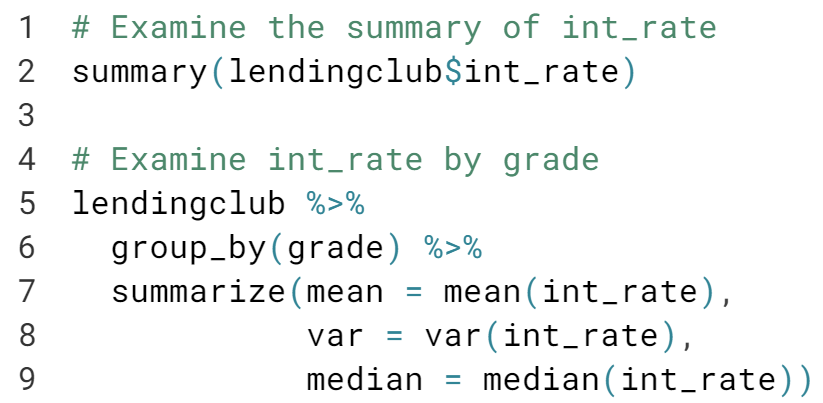 1 # Examine the summary of int_rate
2 summary(lendingclub$int_rate)
3
4 # Examine int_rate by grade
5 lendingclub %>%
6   group_by(grade) %>%
7   summarize(mean = mean(int_rate),
8             var = var(int_rate),
9             median = median(int_rate))